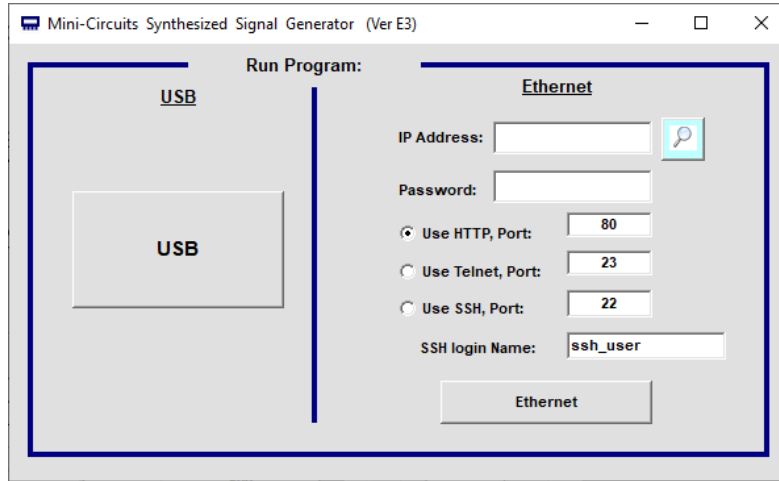 Mini-Circuits Synthesized Signal Generator (Ver E3)
Run Program:
USB
USB
Ethernet
IP Address:
Password:
Use HTTP, Port: 80
Use Telnet, Port: 23
Use SSH, Port: 22
SSH login Name: ssh_user
Ethernet